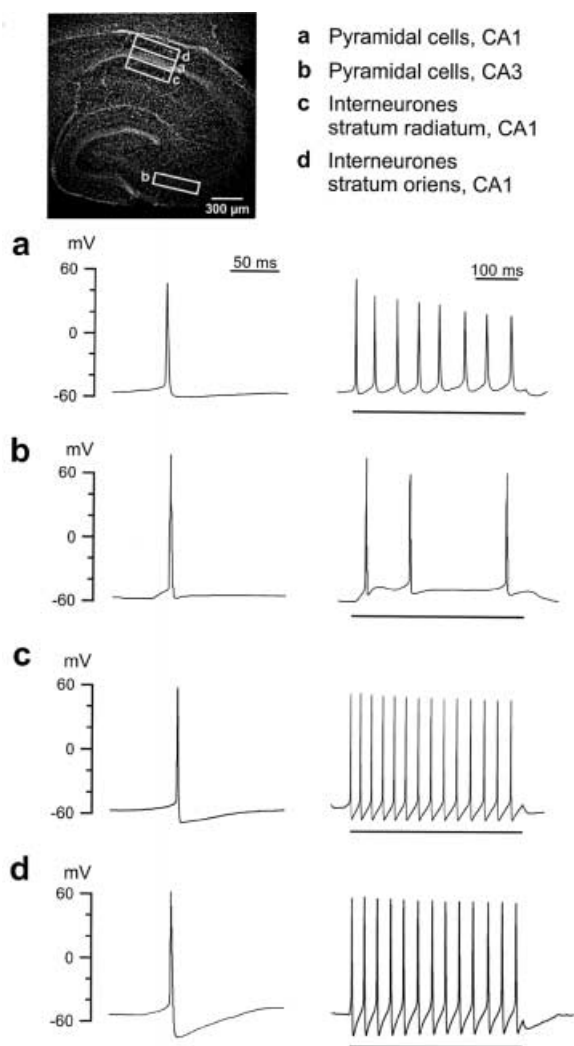 d
a
c
b
300 µm
a Pyramidal cells, CA1
b Pyramidal cells, CA3
c Interneurones
stratum radiatum, CA1
d Interneurones
stratum oriens, CA1
a
mV
60
0
-60
50 ms
100 ms
b
mV
60
0
-60
c
mV
60
0
-60
d
mV
60
0
-60